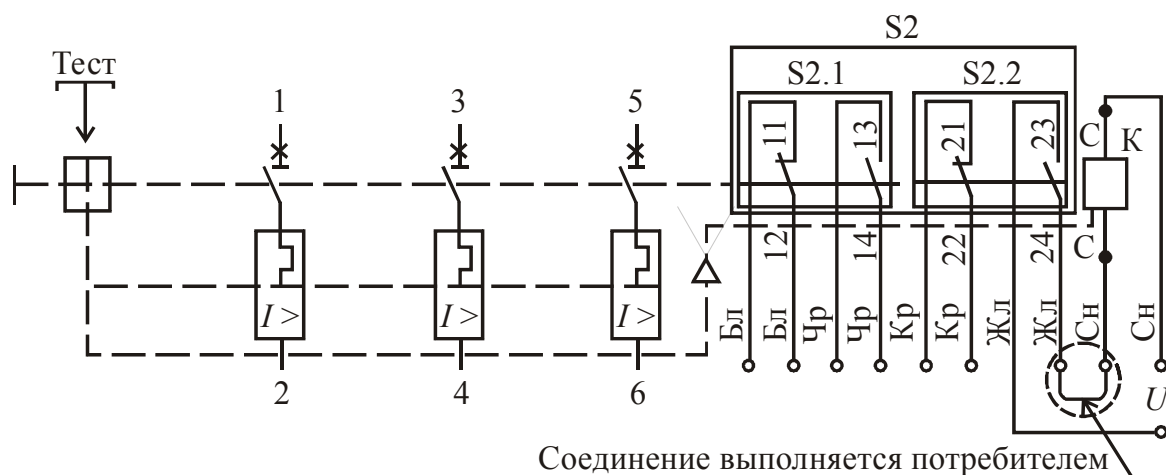 S2
Тест
S2.1
S2.2
1
3
5
11
13
21
23
С
К
12
14
22
24
С
I >
I >
I >
Бл
Бл
Чр
Чр
Кр
Кр
Жл
Жл
Сн
Сн
2
4
6
U
Соединение выполняется потребителем